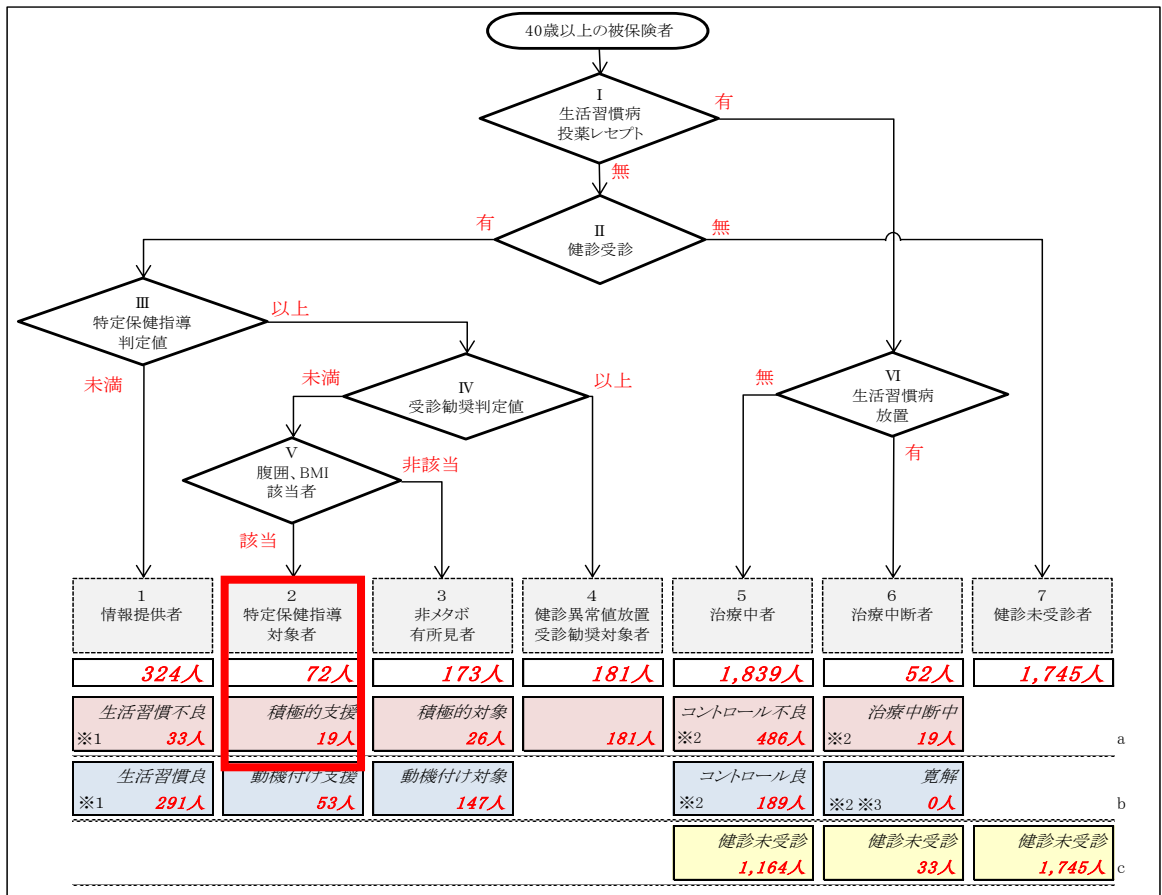 40歳以上の被保険者
Ⅰ
生活習慣病
投薬レセプト
有
無
Ⅱ
健診受診
有
無
Ⅲ
特定保健指導
判定値
以上
未満
Ⅳ
受診勧奨判定値
未満
以上
Ⅴ
腹囲、BMI
該当者
非該当
該当
Ⅵ
生活習慣病
放置
無
有
1
情報提供者
2
特定保健指導
対象者
3
非メタボ
有所見者
4
健診異常値放置
受診勧奨対象者
5
治療中者
6
治療中断者
7
健診未受診者
324人
72人
173人
181人
1,839人
52人
1,745人
生活習慣不良
※1 33人
積極的支援
19人
積極的対象
26人
181人
コントロール不良
※2 486人
治療中断中
※2 19人
a
生活習慣良
※1 291人
動機付け支援
53人
動機付け対象
147人
コントロール良
※2 189人
寛解
※2 ※3 0人
b
健診未受診
1,164人
健診未受診
33人
健診未受診
1,745人
c